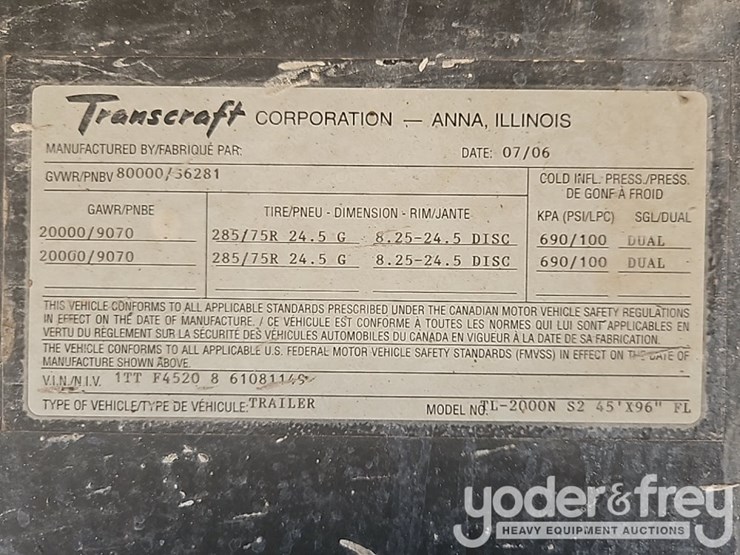 Transcraft CORPORATION — ANNA, ILLINOIS
MANUFACTURED BY/FABRIQUÉ PAR: DATE: 07/06
GVWR/PNBV 80000/36281
COLD INFL. PRESS./PRESS. DE GONF À FROID
GAWR/PNBE TIRE/PNEU - DIMENSION - RIM/JANTE KPA (PSI/LPC) SGL/DUAL
20000/9070 285/75R 24.5 G 8.25-24.5 DISC 690/100 DUAL
20000/9070 285/75R 24.5 G 8.25-24.5 DISC 690/100 DUAL
THIS VEHICLE CONFORMS TO ALL APPLICABLE STANDARDS PRESCRIBED UNDER THE CANADIAN MOTOR VEHICLE SAFETY REGULATIONS
IN EFFECT ON THE DATE OF MANUFACTURE. / CE VÉHICULE EST CONFORME À TOUTES LES NORMES QUI LUI SONT APPLICABLES EN
VERTU DU RÈGLEMENT SUR LA SÉCURITÉ DES VÉHICULES AUTOMOBILES DU CANADA EN VIGUEUR À LA DATE DE SA FABRICATION.
THE VEHICLE CONFORMS TO ALL APPLICABLE U.S. FEDERAL MOTOR VEHICLE SAFETY STANDARDS (FMVSS) IN EFFECT ON THE DATE OF
MANUFACTURE SHOWN ABOVE.
V.I.N./N.I.V. 1TT F4520 8 61081149
TYPE OF VEHICLE/TYPE DE VÉHICULE: TRAILER MODEL NO. TL-2000N S2 45'X96" FL
yoder&frey
HEAVY EQUIPMENT AUCTIONS